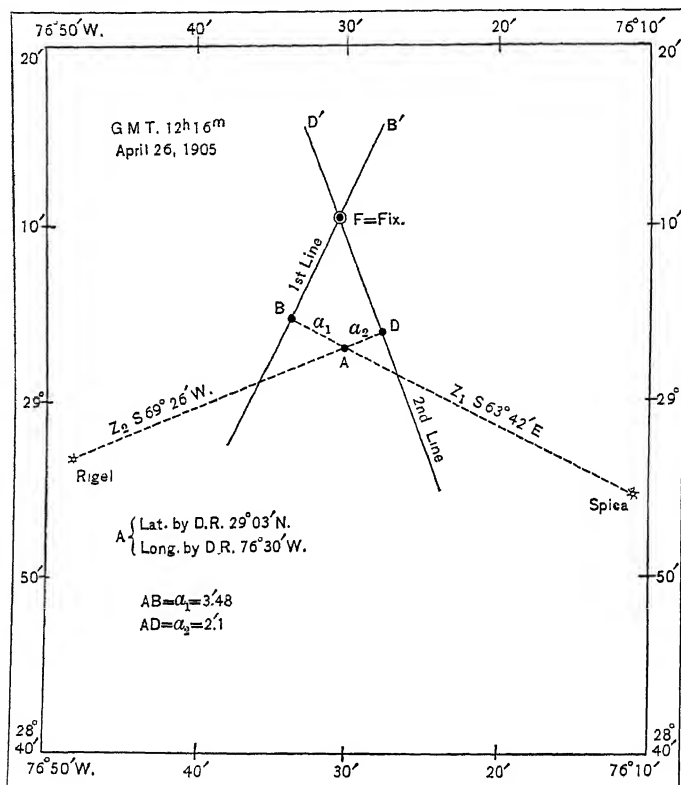 76°50′W. 40′ 30′ 20′ 76°10′
20′ 20′
G M T. 12ʰ16ᵐ
April 26, 1905
D′ B′
10′ 10′
F=Fix.
1st Line
B a₁ a₂ D
A
29° 29°
Z₂ S 69° 26′ W.
Z₁ S 63° 42′ E
2nd Line
Rigel
Spica
A { Lat. by D.R. 29°03′N.
Long. by D.R. 76°30′W.
50′ 50′
AB=a₁=3.′48
AD=a₂=2.′1
28° 40′ 28° 40′
76°50′W. 40′ 30′ 20′ 76°10′